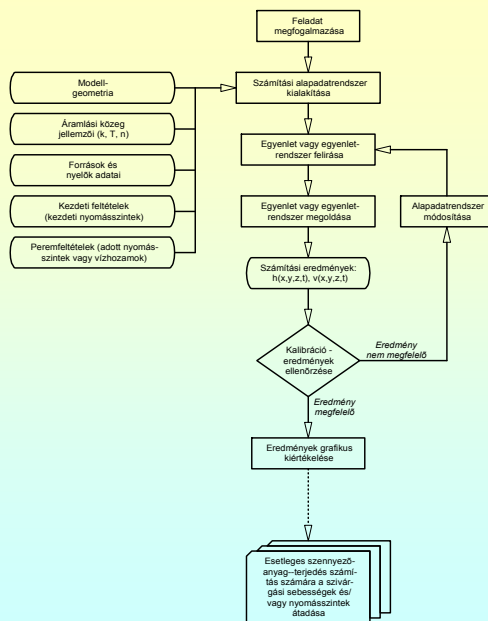 Feladat
megfogalmazása
Modell-
geometria
Számítási alapadatrendszer
kialakítása
Áramlási közeg
jellemzői (k, T, n)
Források és
nyelők adatai
Kezdeti feltételek
(kezdeti nyomásszintek)
Peremfeltételek (adott nyomás-
szintek vagy vízhozamok)
Egyenlet vagy egyenlet-
rendszer felirása
Egyenlet vagy egyenlet-
rendszer megoldása
Alapadatrendszer
módosítása
Számítási eredmények:
h(x,y,z,t), v(x,y,z,t)
Kalibráció -
eredmények
ellenőrzése
Eredmény
nem megfelelő
Eredmény
megfelelő
Eredmények grafikus
kiértékelése
Esetleges szennyező-
anyag--terjedés számí-
tás számára a szivár-
gási sebességek és/
vagy nyomásszintek
átadása